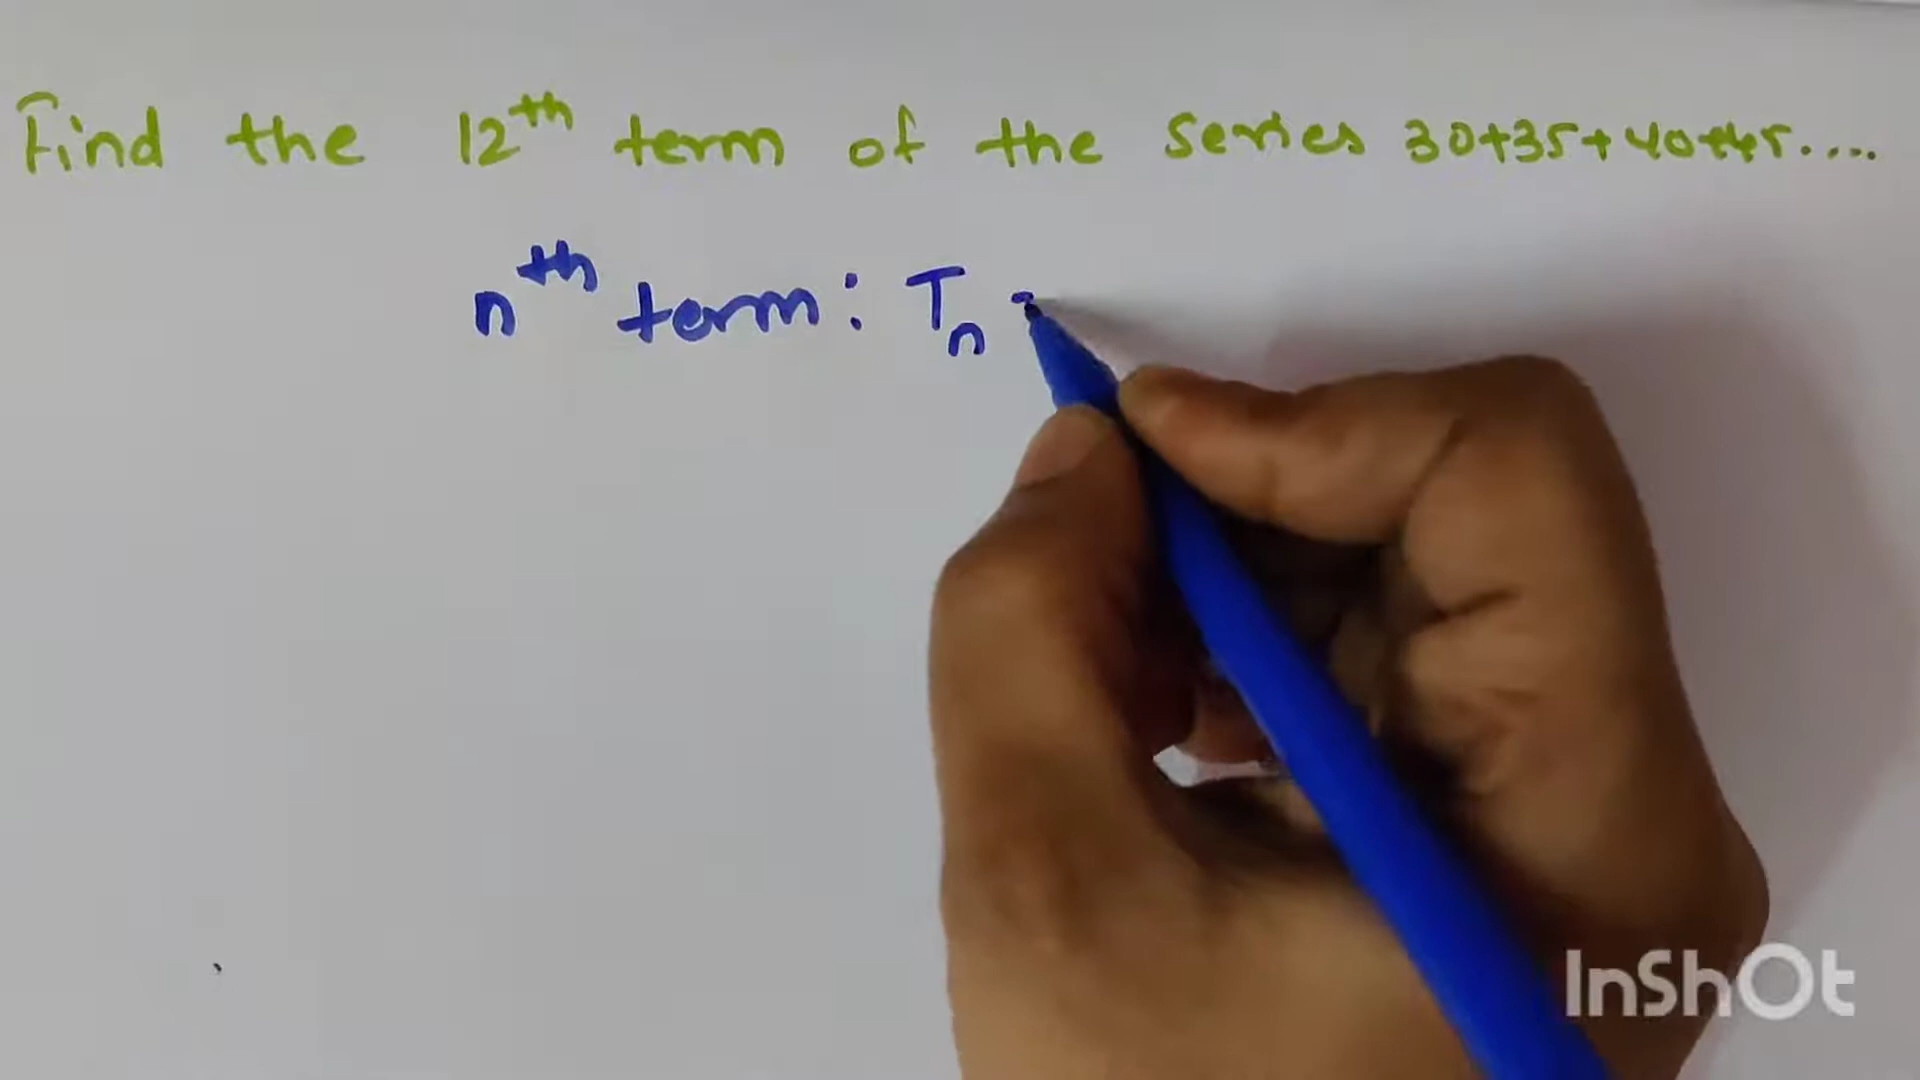 Find the 12th term of the series 30+35+40+45....
nth term: Tn
InShOt